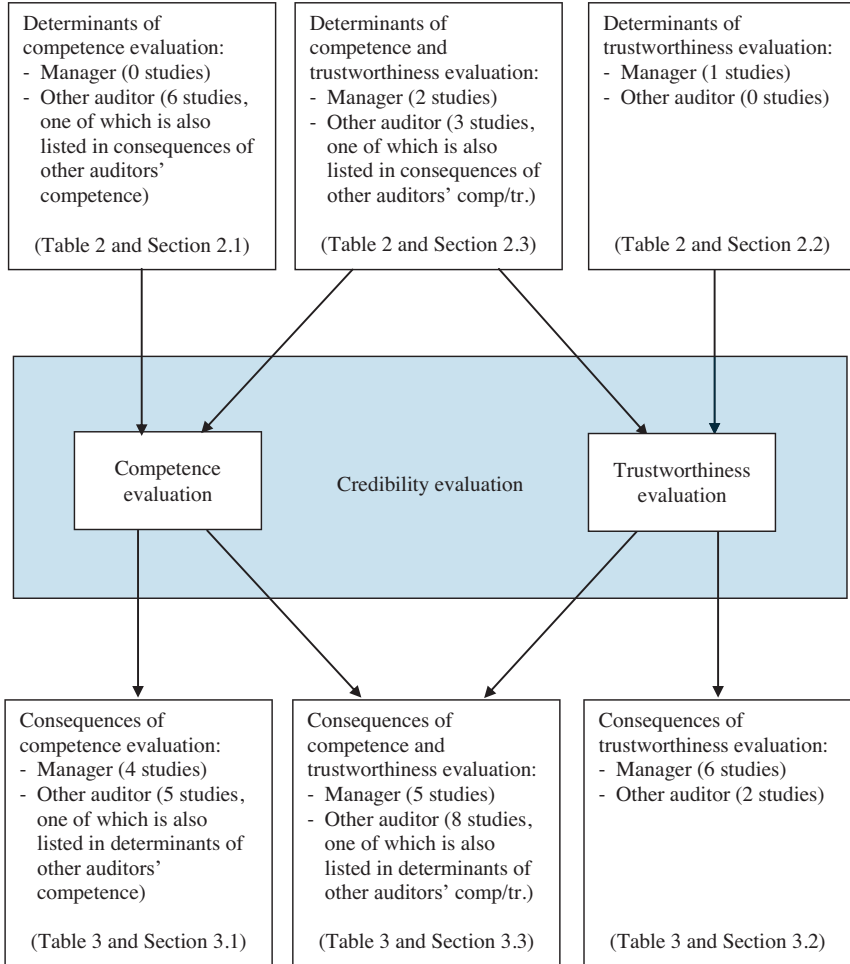 Determinants of
competence evaluation:
- Manager (0 studies)
- Other auditor (6 studies,
one of which is also
listed in consequences of
other auditors'
competence)
(Table 2 and Section 2.1)
Determinants of
competence and
trustworthiness evaluation:
- Manager (2 studies)
- Other auditor (3 studies,
one of which is also
listed in consequences of
other auditors' comp/tr.)
(Table 2 and Section 2.3)
Determinants of
trustworthiness evaluation:
- Manager (1 studies)
- Other auditor (0 studies)
(Table 2 and Section 2.2)
Competence
evaluation
Credibility evaluation
Trustworthiness
evaluation
Consequences of
competence evaluation:
- Manager (4 studies)
- Other auditor (5 studies,
one of which is also
listed in determinants of
other auditors'
competence)
(Table 3 and Section 3.1)
Consequences of
competence and
trustworthiness evaluation:
- Manager (5 studies)
- Other auditor (8 studies,
one of which is also
listed in determinants of
other auditors' comp/tr.)
(Table 3 and Section 3.3)
Consequences of
trustworthiness evaluation:
- Manager (6 studies)
- Other auditor (2 studies)
(Table 3 and Section 3.2)